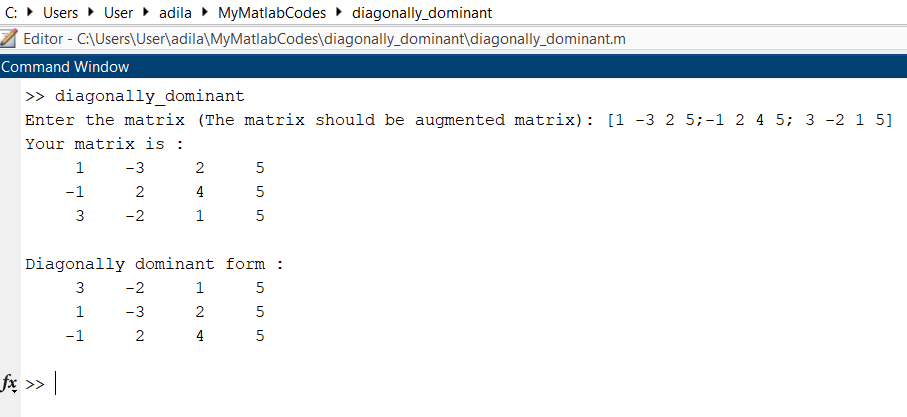 C: ▶ Users ▶ User ▶ adila ▶ MyMatlabCodes ▶ diagonally_dominant
Editor - C:\Users\User\adila\MyMatlabCodes\diagonally_dominant\diagonally_dominant.m
Command Window
>> diagonally_dominant
Enter the matrix (The matrix should be augmented matrix): [1 -3 2 5;-1 2 4 5; 3 -2 1 5]
Your matrix is :
1 -3 2 5
-1 2 4 5
3 -2 1 5
Diagonally dominant form :
3 -2 1 5
1 -3 2 5
-1 2 4 5
fx >>